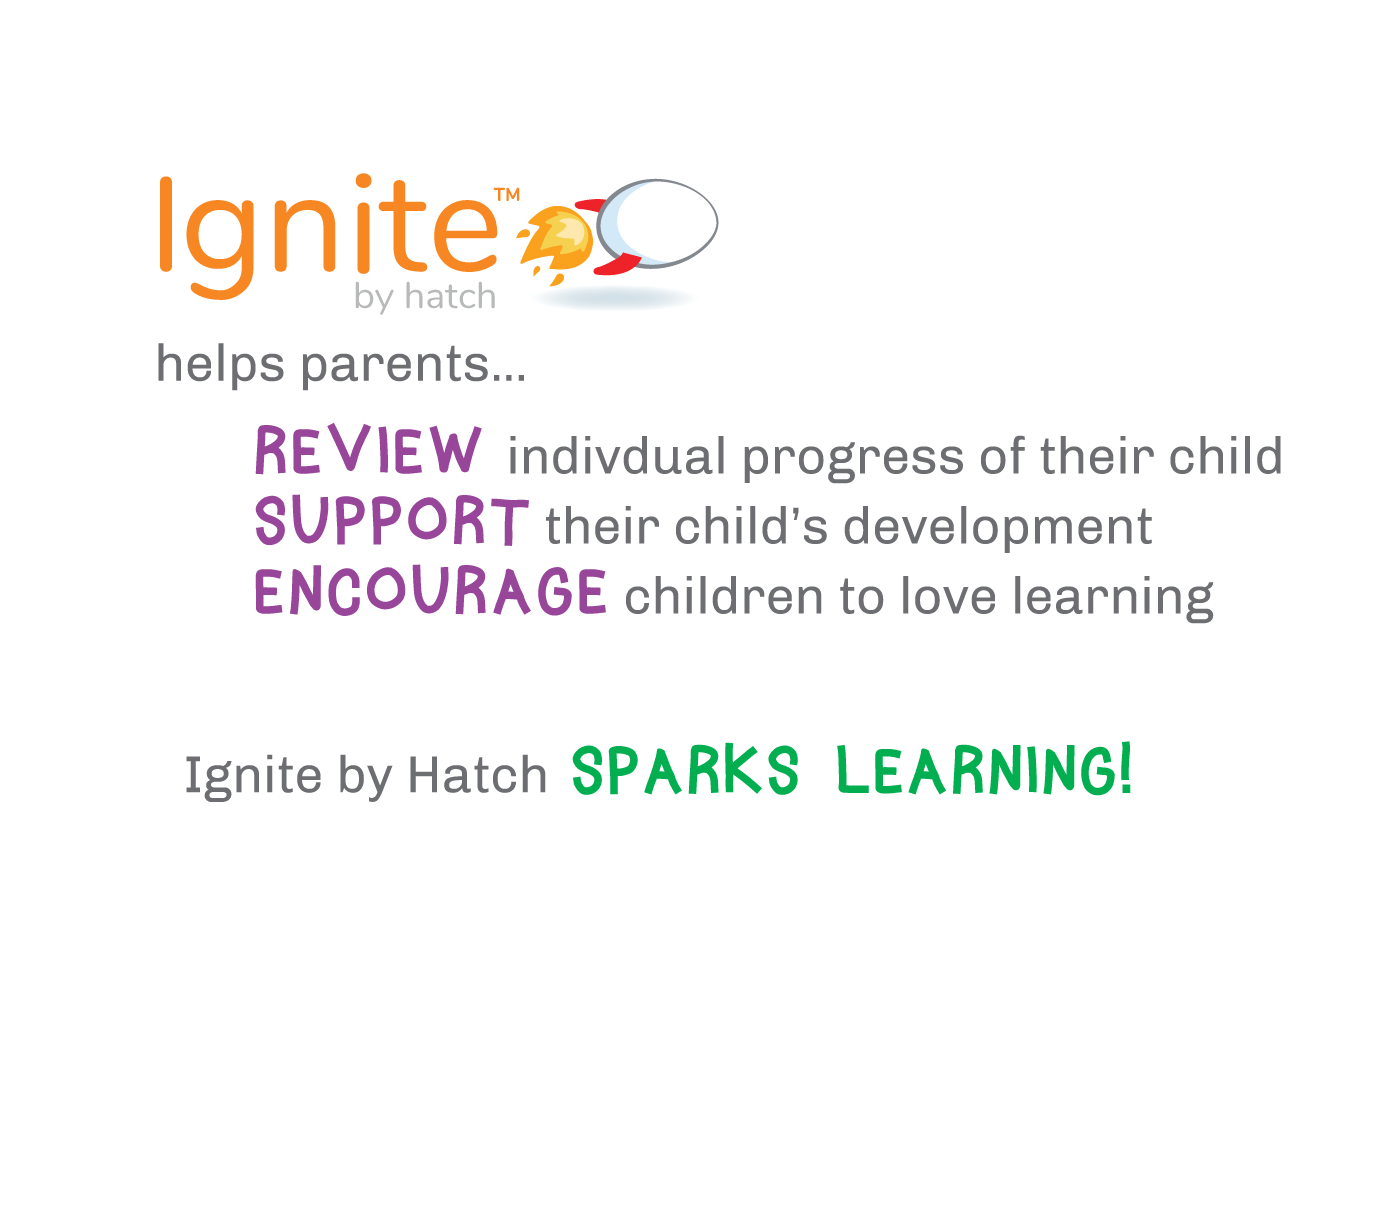 Ignite™
by hatch
helps parents...
REVIEW indivdual progress of their child
SUPPORT their child's development
ENCOURAGE children to love learning
Ignite by Hatch SPARKS LEARNING!